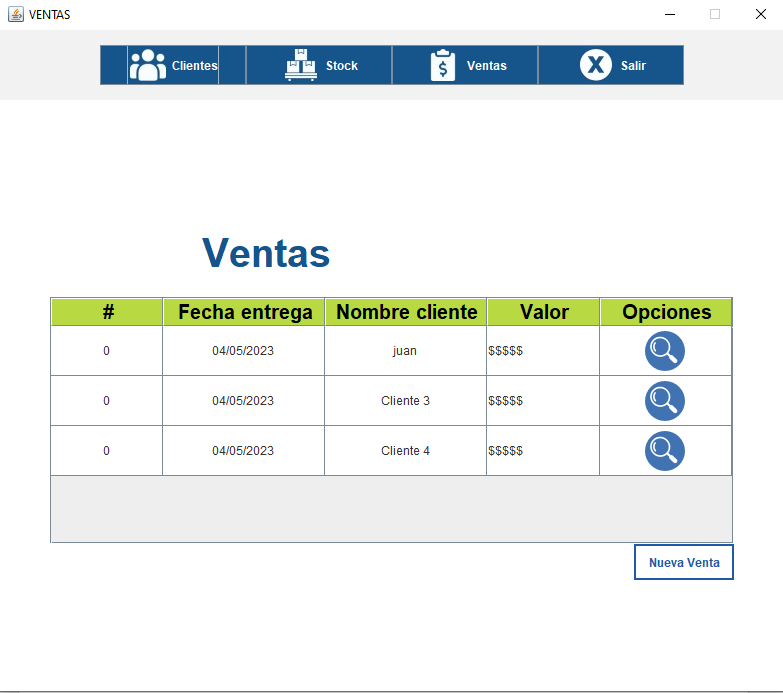 VENTAS
Clientes Stock Ventas X Salir
Ventas
# Fecha entrega Nombre cliente Valor Opciones
0 04/05/2023 juan $$$$$
0 04/05/2023 Cliente 3 $$$$$
0 04/05/2023 Cliente 4 $$$$$
Nueva Venta